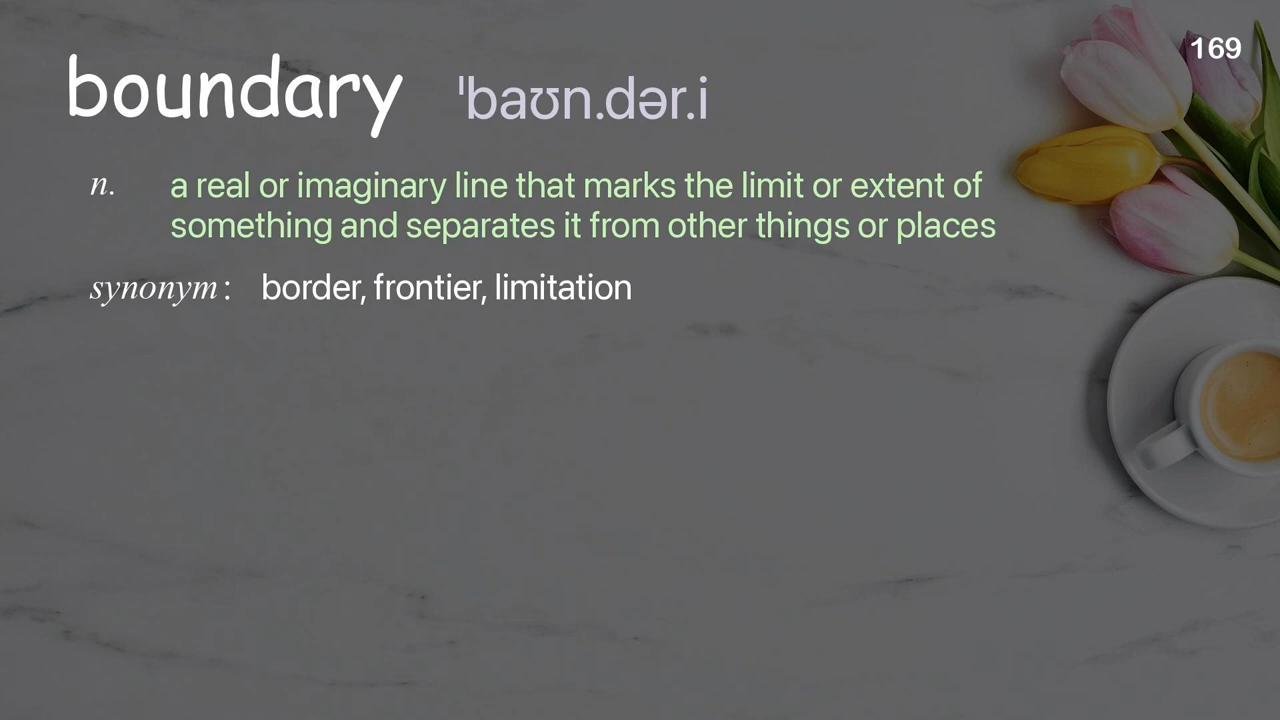 169
boundary ˈbaʊn.dər.i
n. a real or imaginary line that marks the limit or extent of
something and separates it from other things or places
synonym: border, frontier, limitation